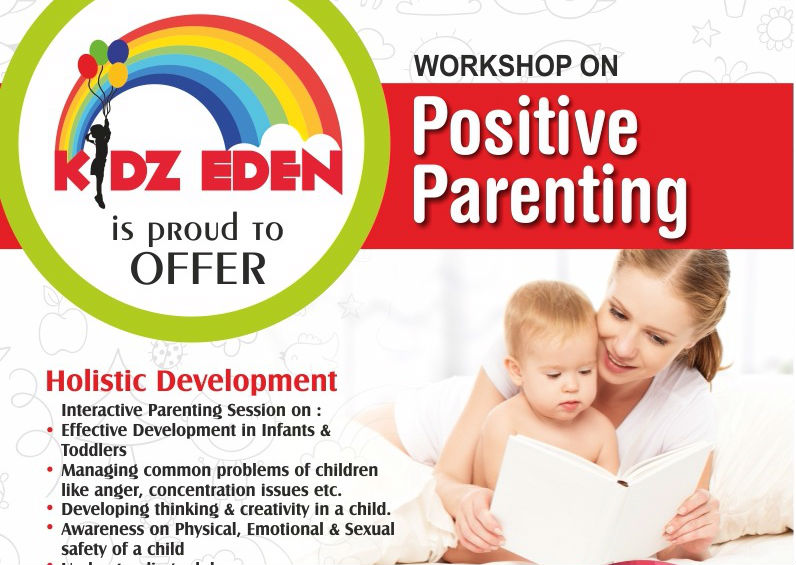 KIDZ EDEN
is proud to
OFFER
WORKSHOP ON
Positive
Parenting
Holistic Development
Interactive Parenting Session on :
• Effective Development in Infants &
Toddlers
• Managing common problems of children
like anger, concentration issues etc.
• Developing thinking & creativity in a child.
• Awareness on Physical, Emotional & Sexual
safety of a child